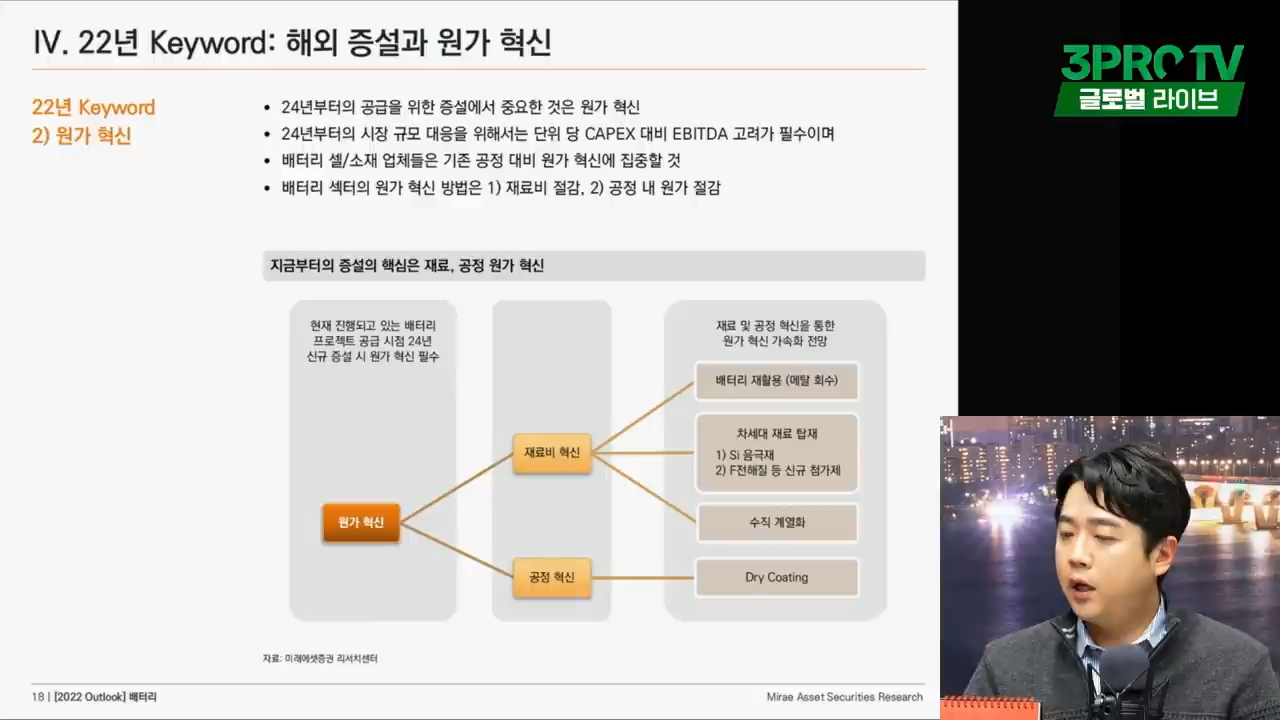 IV. 22년 Keyword: 해외 증설과 원가 혁신
3PRO TV
글로벌 라이브
22년 Keyword
2) 원가 혁신
• 24년부터의 공급을 위한 증설에서 중요한 것은 원가 혁신
• 24년부터의 시장 규모 대응을 위해서는 단위 당 CAPEX 대비 EBITDA 고려가 필수이며
• 배터리 셀/소재 업체들은 기존 공정 대비 원가 혁신에 집중할 것
• 배터리 섹터의 원가 혁신 방법은 1) 재료비 절감, 2) 공정 내 원가 절감
지금부터의 증설의 핵심은 재료, 공정 원가 혁신
현재 진행되고 있는 배터리
프로젝트 공급 시점 24년
신규 증설 시 원가 혁신 필수
재료 및 공정 혁신을 통한
원가 혁신 가속화 전망
원가 혁신
재료비 혁신
공정 혁신
배터리 재활용 (메탈 회수)
차세대 재료 탑재
1) Si 음극재
2) F전해질 등 신규 첨가제
수직 계열화
Dry Coating
자료: 미래에셋증권 리서치센터
18 | [2022 Outlook] 배터리
Mirae Asset Securities Research